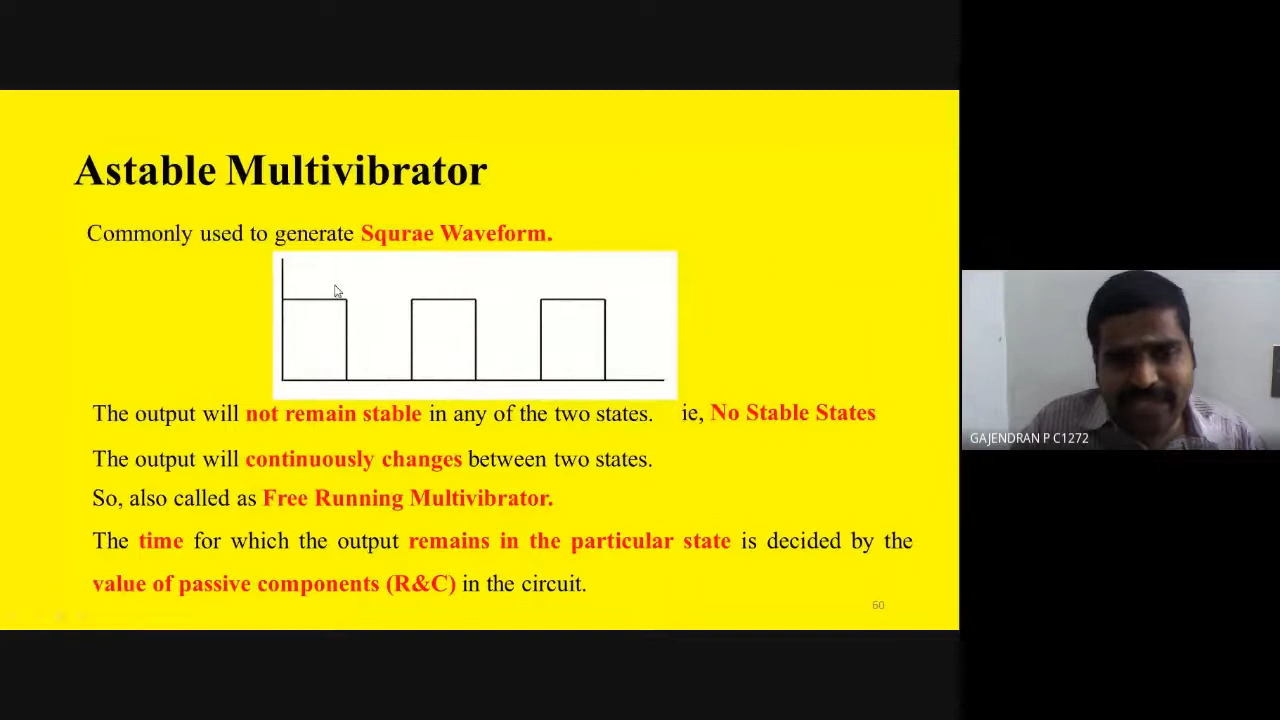 Astable Multivibrator
Commonly used to generate Squrae Waveform.
The output will not remain stable in any of the two states. ie, No Stable States
The output will continuously changes between two states.
So, also called as Free Running Multivibrator.
The time for which the output remains in the particular state is decided by the
value of passive components (R&C) in the circuit.
60
GAJENDRAN P C1272